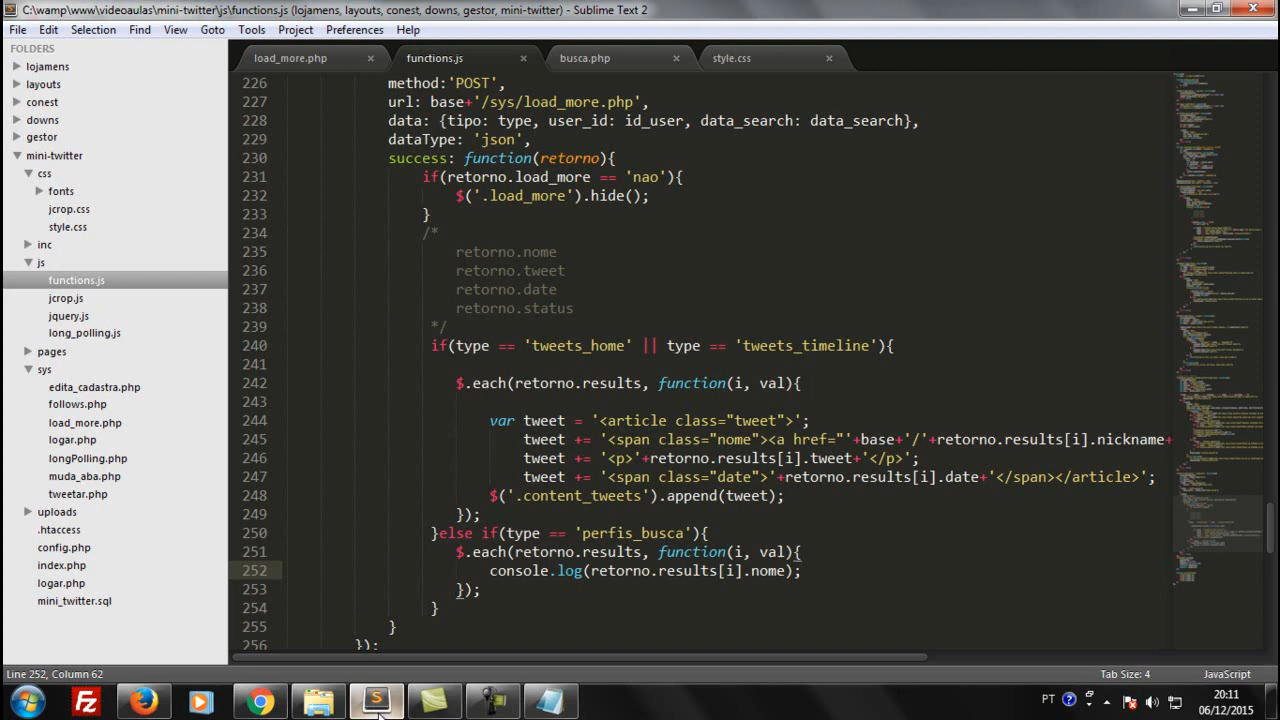 C:\wamp\www\videoaulas\mini-twitter\js\functions.js (lojamens, layouts, conest, downs, gestor, mini-twitter) - Sublime Text 2
File Edit Selection Find View Goto Tools Project Preferences Help
FOLDERS
lojamens
layouts
conest
downs
gestor
mini-twitter
css
fonts
jcrop.css
style.css
inc
js
functions.js
jcrop.js
jquery.js
long_polling.js
pages
sys
edita_cadastra.php
follows.php
load_more.php
logar.php
longPolling.php
muda_aba.php
tweetar.php
uploads
.htaccess
config.php
index.php
logar.php
mini_twitter.sql
load_more.php functions.js busca.php style.css
226 method:'POST',
227 url: base+'/sys/load_more.php',
228 data: {tipo: type, user_id: id_user, data_search: data_search},
229 dataType: 'json',
230 success: function(retorno){
231 if(retorno.load_more == 'nao'){
232 $('.load_more').hide();
233 }
234 /*
235 retorno.nome
236 retorno.tweet
237 retorno.date
238 retorno.status
239 */
240 if(type == 'tweets_home' || type == 'tweets_timeline'){
241
242 $.each(retorno.results, function(i, val){
243
244 var tweet = '<article class="tweet">';
245 tweet += '<span class="nome"><a href="'+base+'/'+retorno.results[i].nickname+
246 tweet += '<p>'+retorno.results[i].tweet+'</p>';
247 tweet += '<span class="date">'+retorno.results[i].date+'</span></article>';
248 $('.content_tweets').append(tweet);
249 });
250 }else if(type == 'perfis_busca'){
251 $.each(retorno.results, function(i, val){
252 console.log(retorno.results[i].nome);
253 });
254 }
255 }
256 });
Line 252, Column 62 Tab Size: 4 JavaScript
PT 20:11
06/12/2015